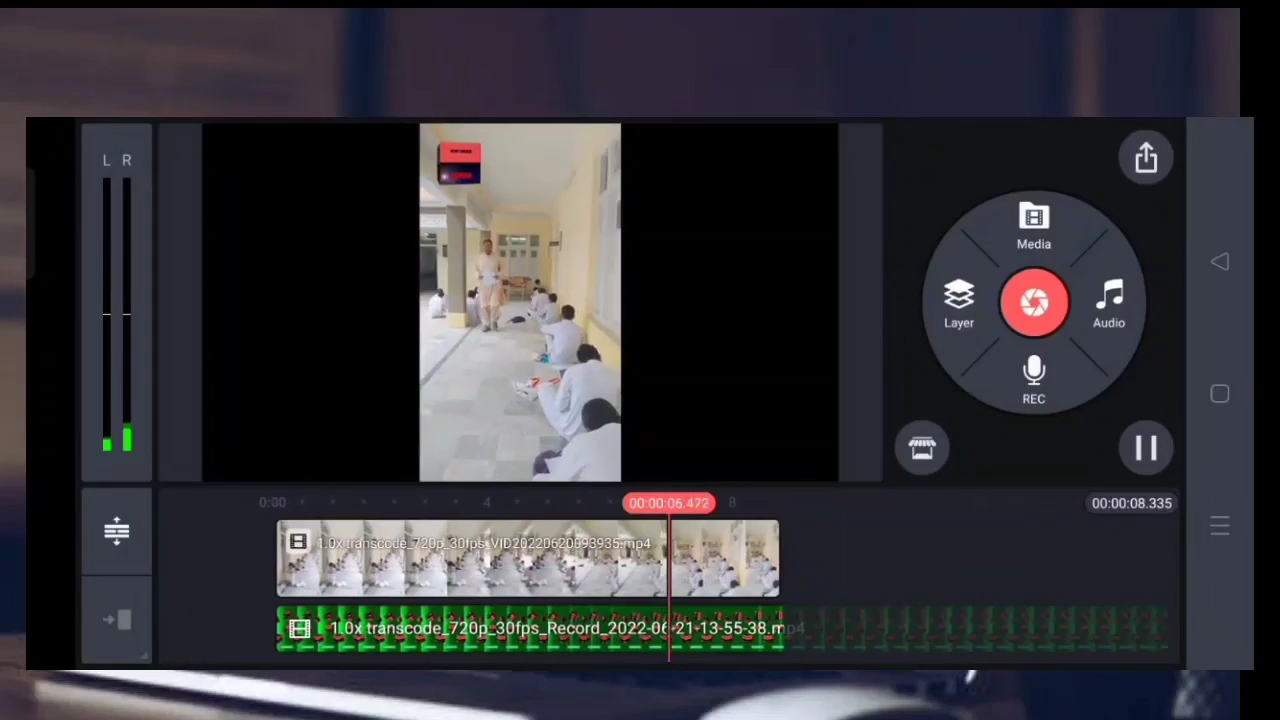 L R
Media
Layer
Audio
REC
0:00
4
00:00:06.472
8
00:00:08.335
1.0x transcode_720p_30fps_VID20220620093935.mp4
1.0x transcode_720p_30fps_Record_2022-06-21-13-55-38.mp4